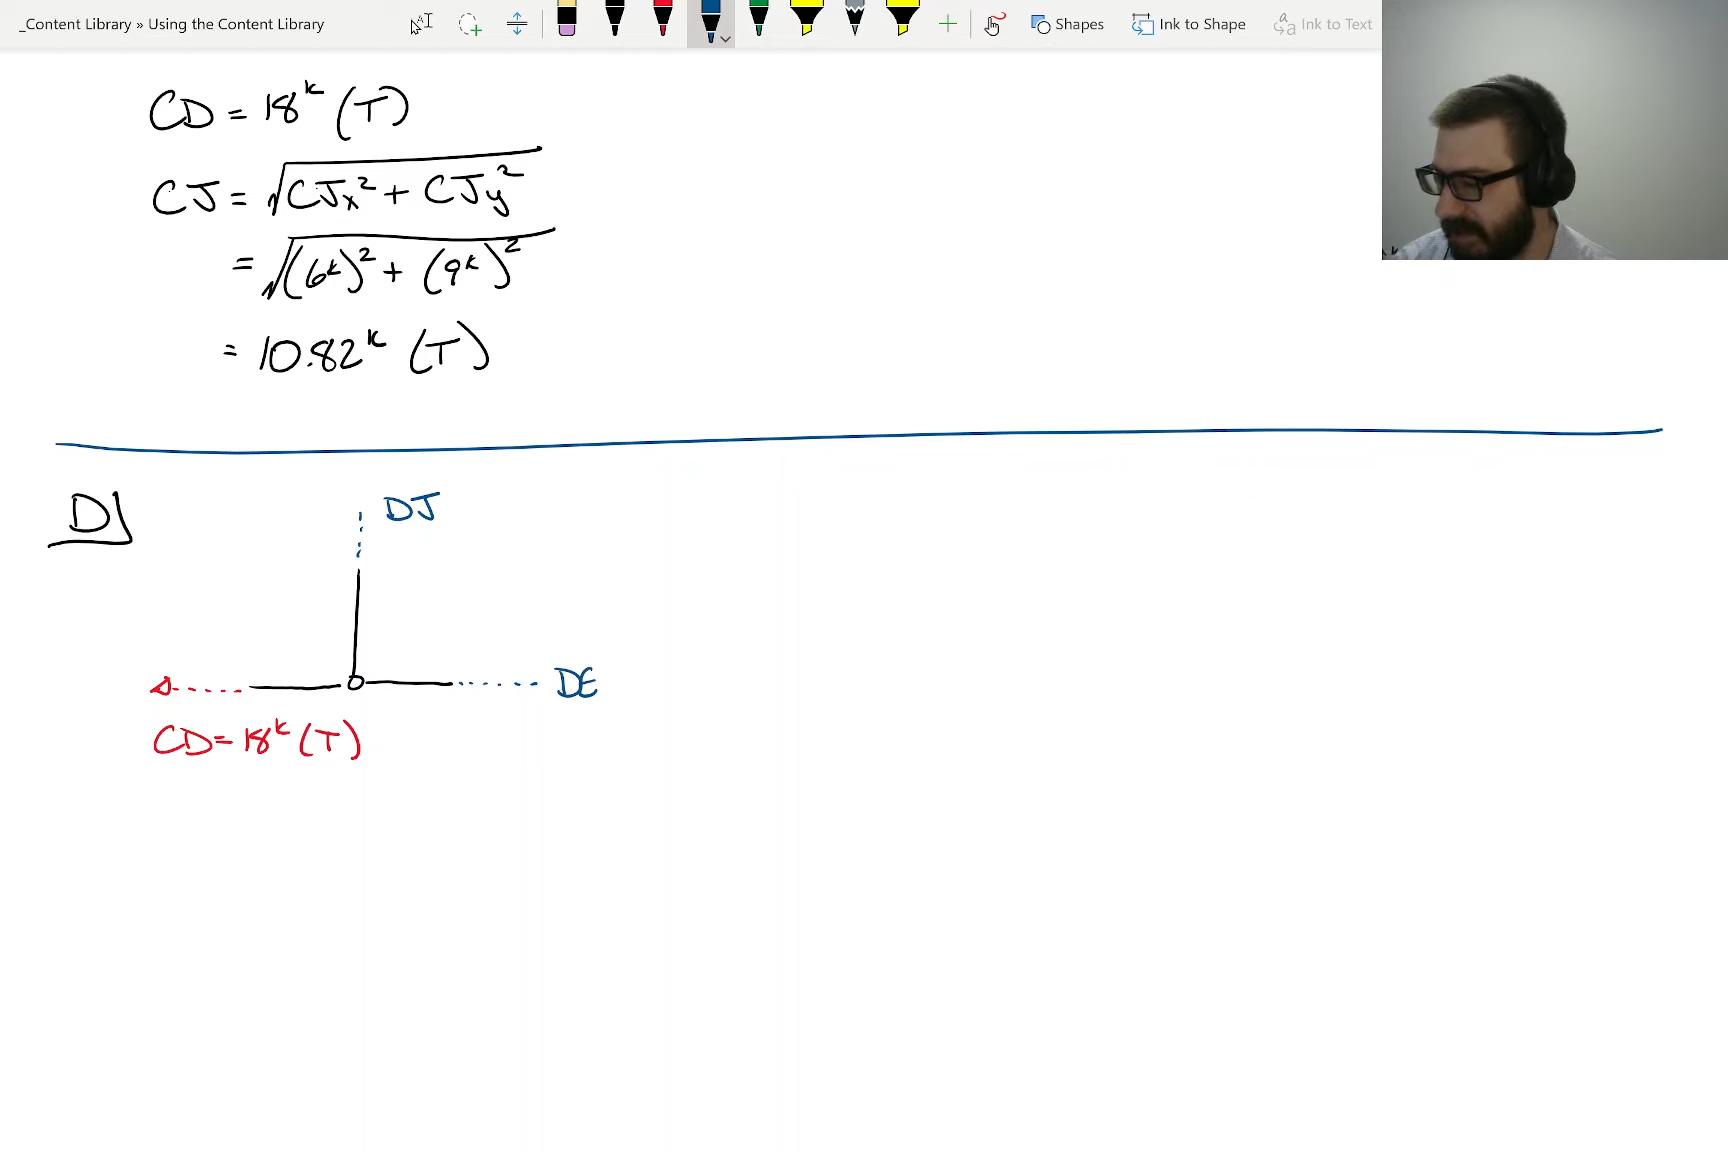 _Content Library » Using the Content Library
Shapes
Ink to Shape
Ink to Text
CD = 18ᵏ (T)
CJ = √(CJₓ² + CJy²)
= √((6ᵏ)² + (9ᵏ)²)
= 10.82ᵏ (T)
D
DJ
DE
CD = 18ᵏ (T)